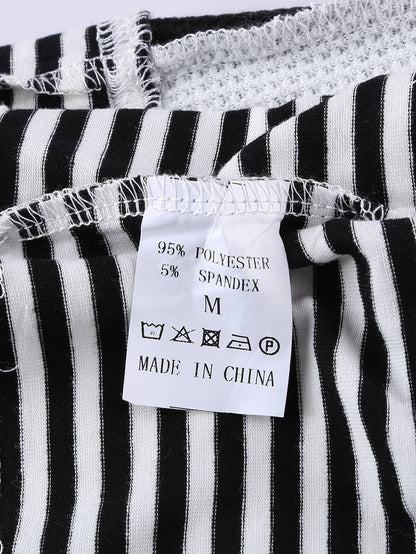 95% POLYESTER
5% SPANDEX
M
P
MADE IN CHINA